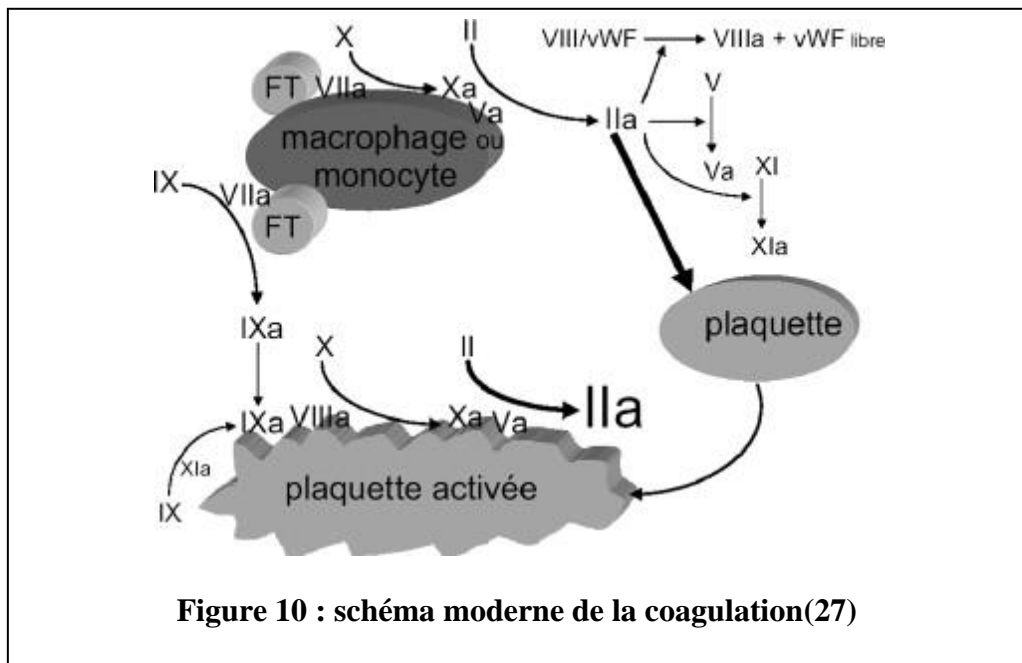 X
II
VIII/vWF
VIIIa + vWF libre
FT
VIIa
Xa
Va
IIa
V
Va
XI
XIa
macrophage ou
monocyte
IX
VIIa
FT
plaquette
IXa
X
II
IIa
IXa
VIIIa
Xa
Va
XIa
IX
plaquette activée
Figure 10 : schéma moderne de la coagulation(27)